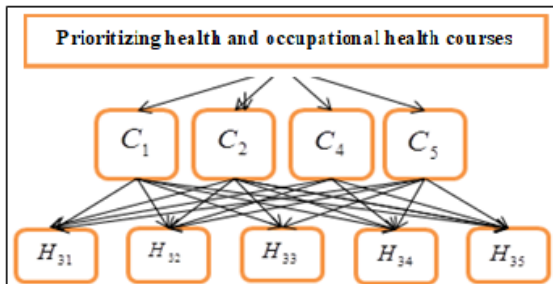 Prioritizing health and occupational health courses
C₁ C₂ C₄ C₅
H₃₁ H₃₂ H₃₃ H₃₄ H₃₅